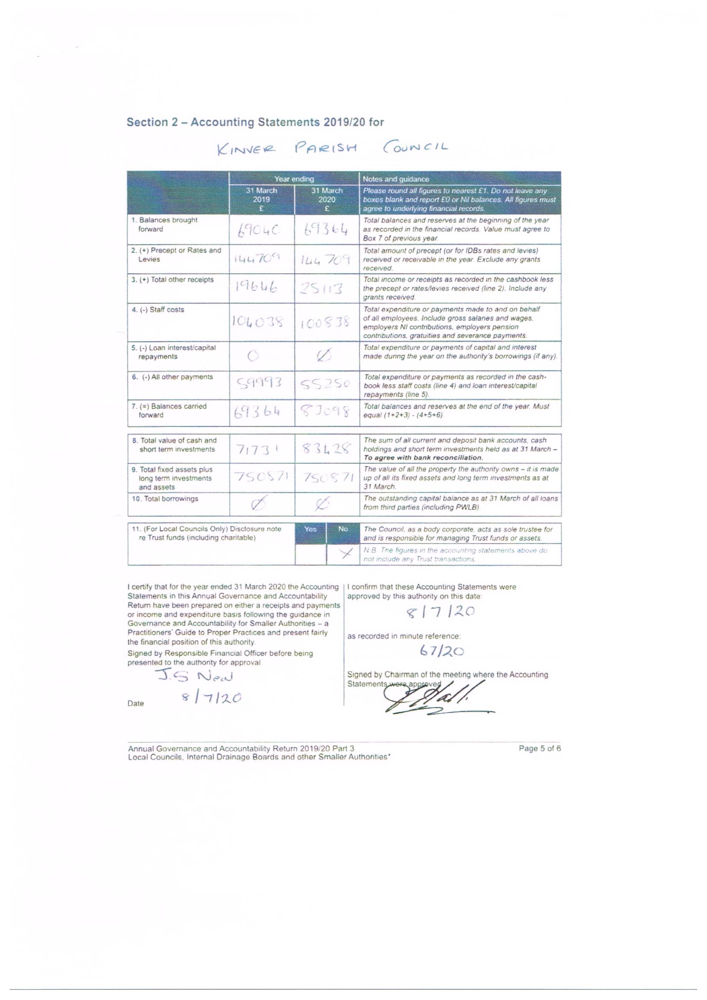 Section 2 – Accounting Statements 2019/20 for
KINVER PARISH COUNCIL
Year ending
Notes and guidance
31 March
2019
£
31 March
2020
£
Please round all figures to nearest £1. Do not leave any
boxes blank and report £0 or Nil balances. All figures must
agree to underlying financial records.
1. Balances brought
forward
69040
69364
Total balances and reserves at the beginning of the year
as recorded in the financial records. Value must agree to
Box 7 of previous year.
2. (+) Precept or Rates and
Levies
144709
144709
Total amount of precept (or for IDBs rates and levies)
received or receivable in the year. Exclude any grants
received.
3. (+) Total other receipts
19646
25113
Total income or receipts as recorded in the cashbook less
the precept or rates/levies received (line 2). Include any
grants received.
4. (-) Staff costs
104038
100838
Total expenditure or payments made to and on behalf
of all employees. Include gross salaries and wages,
employers NI contributions, employers pension
contributions, gratuities and severance payments.
5. (-) Loan interest/capital
repayments
0
Ø
Total expenditure or payments of capital and interest
made during the year on the authority's borrowings (if any).
6. (-) All other payments
59993
55250
Total expenditure or payments as recorded in the cash-
book less staff costs (line 4) and loan interest/capital
repayments (line 5).
7. (=) Balances carried
forward
69364
83098
Total balances and reserves at the end of the year. Must
equal (1+2+3) - (4+5+6)
8. Total value of cash and
short term investments
71731
83428
The sum of all current and deposit bank accounts, cash
holdings and short term investments held as at 31 March –
To agree with bank reconciliation.
9. Total fixed assets plus
long term investments
and assets
750871
750871
The value of all the property the authority owns – it is made
up of all its fixed assets and long term investments as at
31 March.
10. Total borrowings
Ø
Ø
The outstanding capital balance as at 31 March of all loans
from third parties (including PWLB)
11. (For Local Councils Only) Disclosure note
re Trust funds (including charitable)
Yes
No
The Council, as a body corporate, acts as sole trustee for
and is responsible for managing Trust funds or assets.
X
N.B. The figures in the accounting statements above do
not include any Trust transactions.
I certify that for the year ended 31 March 2020 the Accounting
Statements in this Annual Governance and Accountability
Return have been prepared on either a receipts and payments
or income and expenditure basis following the guidance in
Governance and Accountability for Smaller Authorities – a
Practitioners' Guide to Proper Practices and present fairly
the financial position of this authority.
Signed by Responsible Financial Officer before being
presented to the authority for approval
J.S Neal
Date 8/7/20
I confirm that these Accounting Statements were
approved by this authority on this date:
8/7/20
as recorded in minute reference:
67/20
Signed by Chairman of the meeting where the Accounting
Statements were approved
Annual Governance and Accountability Return 2019/20 Part 3
Local Councils, Internal Drainage Boards and other Smaller Authorities*
Page 5 of 6